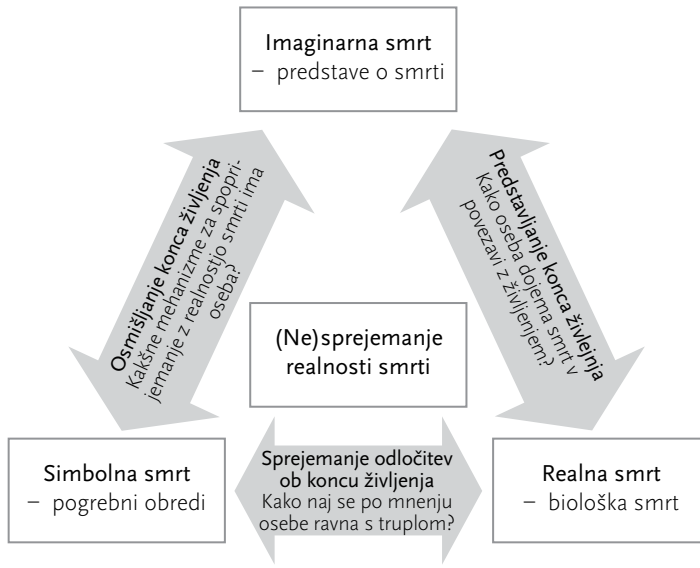 Imaginarna smrt
– predstave o smrti
Osmišljanje konca življenja
Kakšne mehanizme za spopri-
jemanje z realnostjo smrti ima
oseba?
Predstavljanje konca živlejnja
Kako oseba dojema smrt v
povezavi z življenjem?
(Ne)sprejemanje
realnosti smrti
Simbolna smrt
– pogrebni obredi
Sprejemanje odločitev
ob koncu življenja
Kako naj se po mnenju
osebe ravna s truplom?
Realna smrt
– biološka smrt